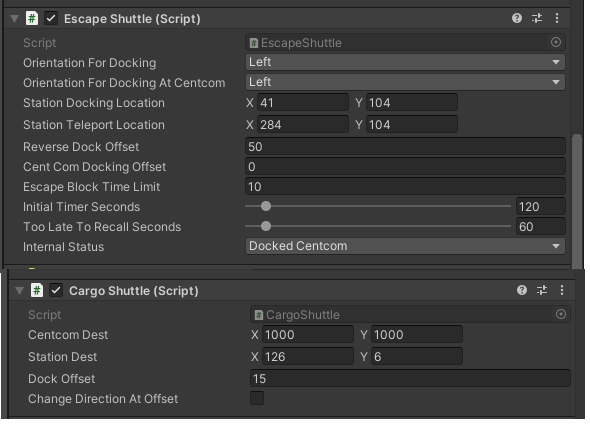 Escape Shuttle (Script)
Script EscapeShuttle
Orientation For Docking Left
Orientation For Docking At Centcom Left
Station Docking Location X 41 Y 104
Station Teleport Location X 284 Y 104
Reverse Dock Offset 50
Cent Com Docking Offset 0
Escape Block Time Limit 10
Initial Timer Seconds 120
Too Late To Recall Seconds 60
Internal Status Docked Centcom
Cargo Shuttle (Script)
Script CargoShuttle
Centcom Dest X 1000 Y 1000
Station Dest X 126 Y 6
Dock Offset 15
Change Direction At Offset